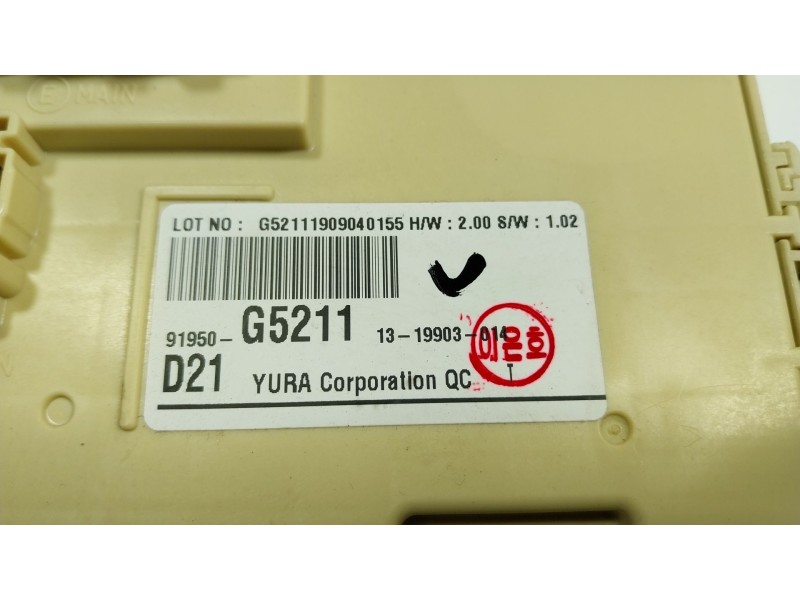 E MAIN
LOT NO : G52111909040155 H/W : 2.00 S/W : 1.02
91950- G5211 13-19903-014
D21 YURA Corporation QC